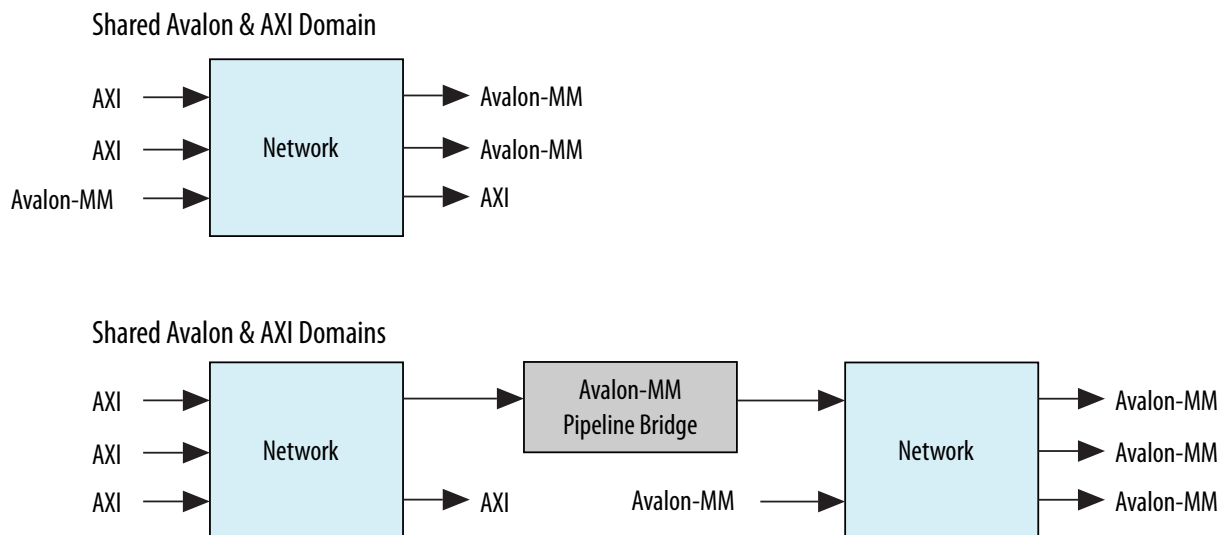 Shared Avalon & AXI Domain
AXI
Avalon-MM
AXI
Network
Avalon-MM
Avalon-MM
AXI
Shared Avalon & AXI Domains
AXI
Avalon-MM
Pipeline Bridge
Avalon-MM
AXI
Network
Network
Avalon-MM
AXI
AXI
Avalon-MM
Avalon-MM